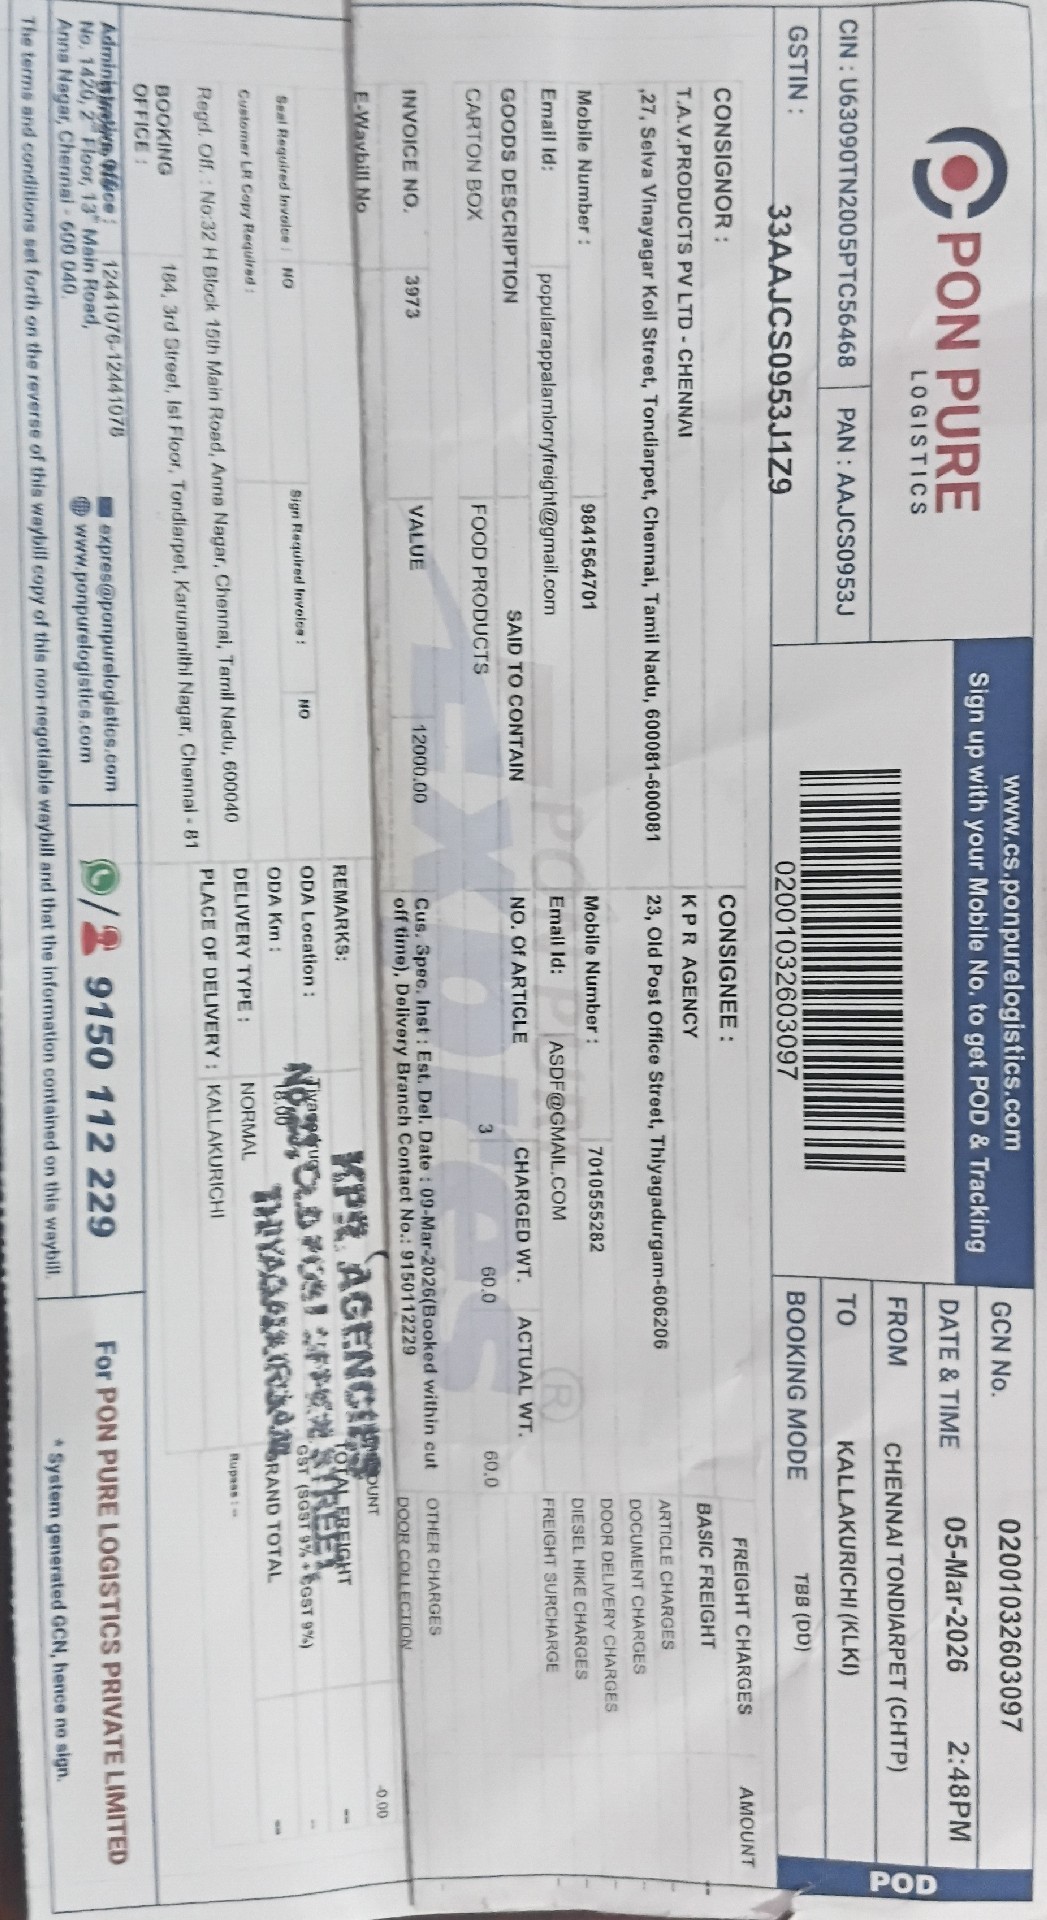 PON PURE
LOGISTICS
CIN : U63090TN2005PTC56468 PAN : AAJCS0953J
GSTIN : 33AAJCS0953J1Z9
www.cs.ponpurelogistics.com
Sign up with your Mobile No. to get POD & Tracking
02001032603097
GCN No. 02001032603097
DATE & TIME 05-Mar-2026 2:48PM
FROM CHENNAI TONDIARPET (CHTP)
TO KALLAKURICHI (KLKI)
BOOKING MODE TBB (DD)
POD
CONSIGNOR :
T.A.V.PRODUCTS PV LTD - CHENNAI
,27, Selva Vinayagar Koil Street, Tondiarpet, Chennai, Tamil Nadu, 600081-600081
Mobile Number : 9841564701
Email Id: popularappalamlorryfreight@gmail.com
CONSIGNEE :
K P R AGENCY
23, Old Post Office Street, Thiyagadurgam-606206
Mobile Number : 7010555282
Email Id: ASDF@GMAIL.COM
GOODS DESCRIPTION SAID TO CONTAIN NO. Of ARTICLE CHARGED WT. ACTUAL WT.
CARTON BOX FOOD PRODUCTS 3 60.0 60.0
INVOICE NO. 3973 VALUE 12000.00
Cus. Spec. Inst : Est. Del. Date : 09-Mar-2026(Booked within cut
off time), Delivery Branch Contact No.: 9150112229
E-Waybill No
Seal Required Invoice : NO Sign Required Invoice : NO
Customer LR Copy Required :
Regd. Off. : No:32 H Block 15th Main Road, Anna Nagar, Chennai, Tamil Nadu, 600040
BOOKING
OFFICE :
184, 3rd Street, Ist Floor, Tondiarpet, Karunanithi Nagar, Chennai - 81
REMARKS:
ODA Location :
ODA Km : 18.00
DELIVERY TYPE : NORMAL
PLACE OF DELIVERY : KALLAKURICHI
KPR AGENCIES
FREIGHT CHARGES AMOUNT
BASIC FREIGHT --
ARTICLE CHARGES -
DOCUMENT CHARGES -
DOOR DELIVERY CHARGES -
DIESEL HIKE CHARGES -
FREIGHT SURCHARGE -
OTHER CHARGES -
DOOR COLLECTION
-0.00
TOTAL FREIGHT --
GST (SGST 9% + CGST 9%) --
GRAND TOTAL --
Rupees : --
PON PURE
Expres ®
Administrative Office : 12441076-12441078
No. 1420, 2nd Floor, 13th Main Road,
Anna Nagar, Chennai - 600 040.
expres@ponpurelogistics.com
www.ponpurelogistics.com
9150 112 229
For PON PURE LOGISTICS PRIVATE LIMITED
* System generated GCN, hence no sign.
The terms and conditions set forth on the reverse of this waybill copy of this non-negotiable waybill and that the information contained on this waybill.